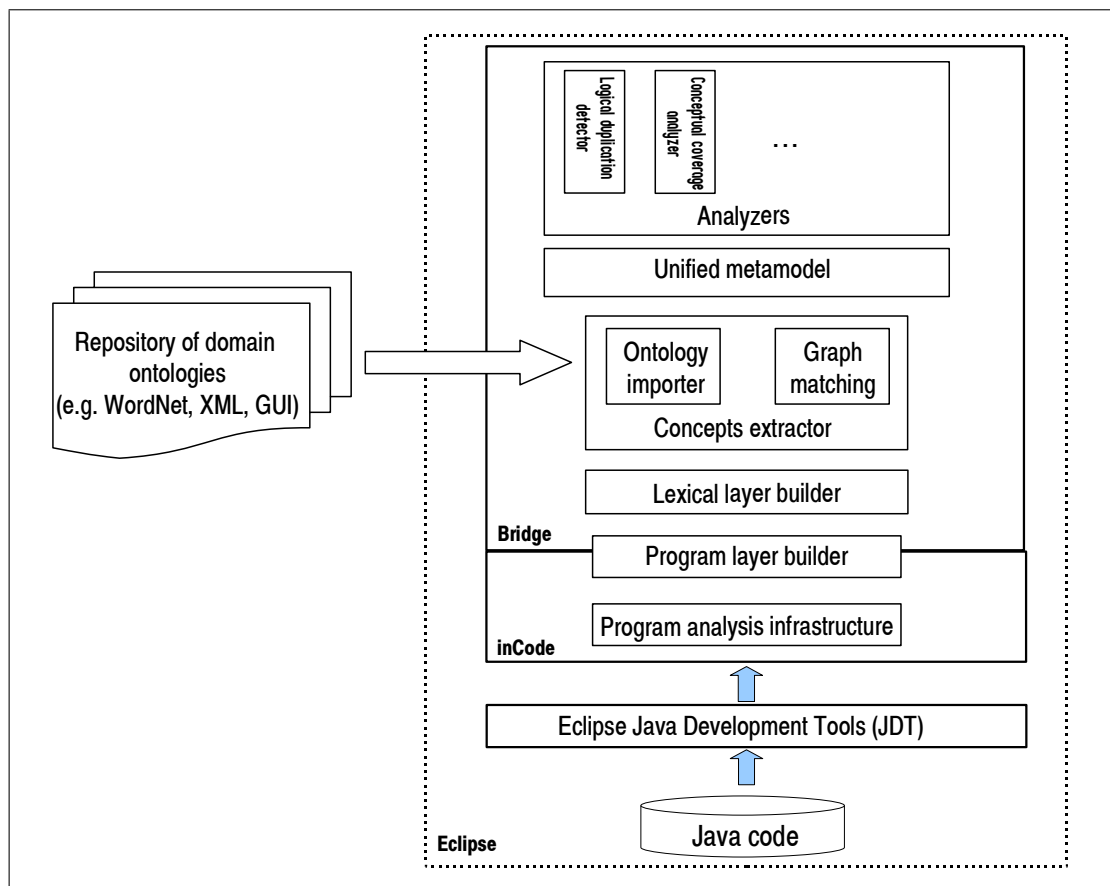 Logical duplication
detector
Conceptual coverage
analyzer
...
Analyzers
Unified metamodel
Repository of domain
ontologies
(e.g. WordNet, XML, GUI)
Ontology
importer
Graph
matching
Concepts extractor
Lexical layer builder
Bridge
Program layer builder
Program analysis infrastructure
inCode
Eclipse Java Development Tools (JDT)
Java code
Eclipse